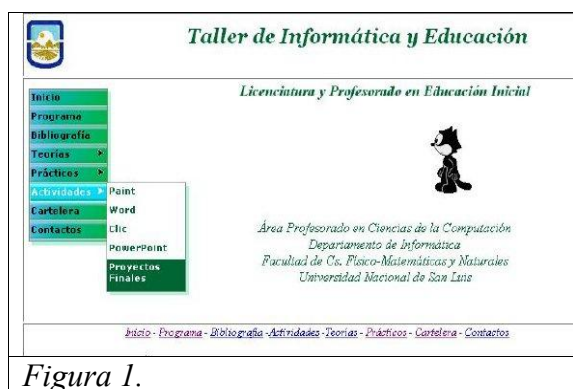 Taller de Informática y Educación
Licenciatura y Profesorado en Educación Inicial
Inicio
Programa
Bibliografía
Teorías
Prácticos
Actividades
Cartelera
Contactos
Paint
Word
Clic
PowerPoint
Proyectos
Finales
Área Profesorado en Ciencias de la Computación
Departamento de Informática
Facultad de Cs. Físico-Matemáticas y Naturales
Universidad Nacional de San Luis
Inicio - Programa - Bibliografía -Actividades -Teorías - Prácticos - Cartelera - Contactos
Figura 1.